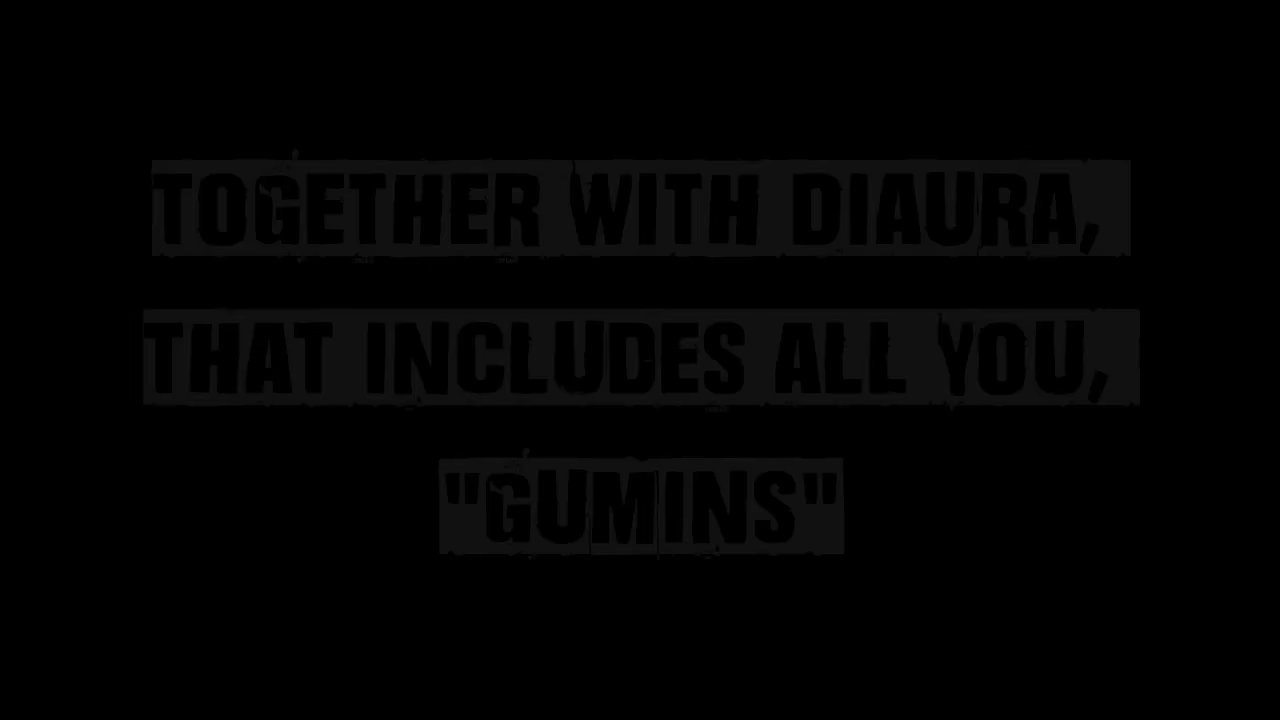 TOGETHER WITH DIAURA,
THAT INCLUDES ALL YOU,
"GUMINS"